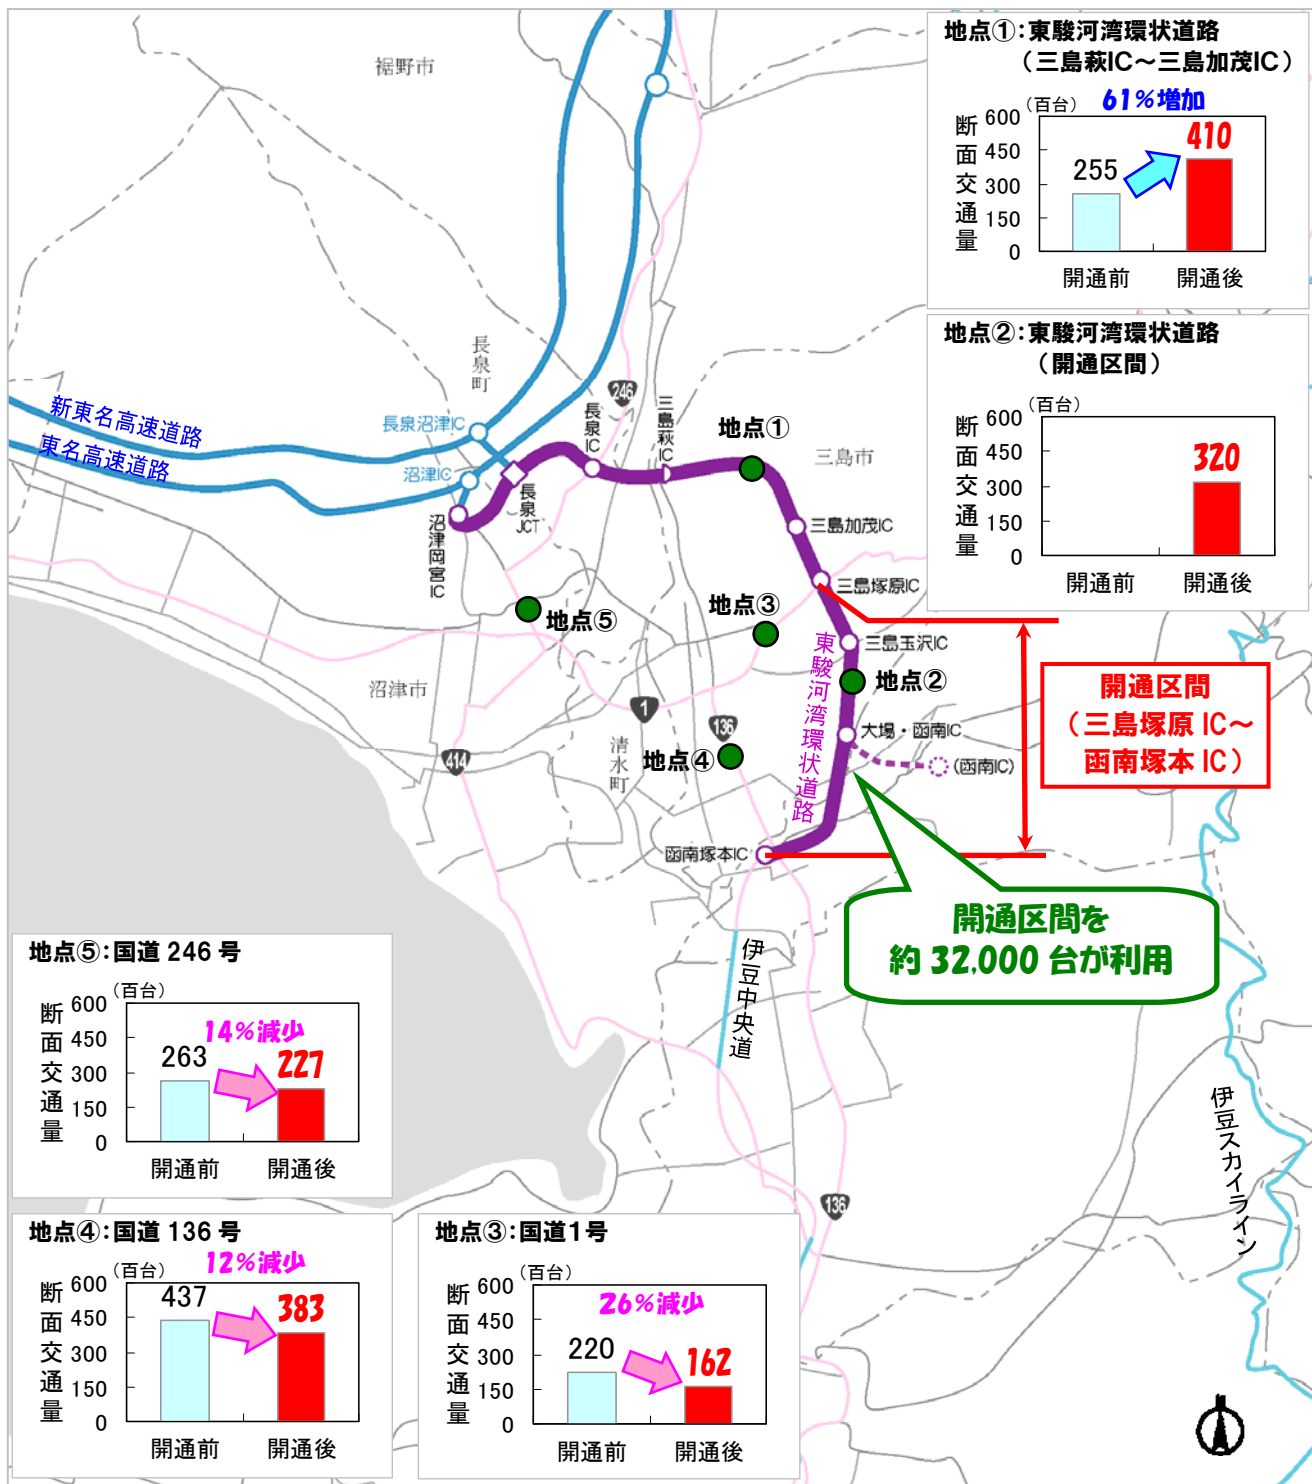 地点①：東駿河湾環状道路
（三島萩IC～三島加茂IC）
（百台）
61％増加
断面交通量
600
450
300
150
0
255
410
開通前
開通後
地点②：東駿河湾環状道路
（開通区間）
（百台）
断面交通量
600
450
300
150
0
320
開通前
開通後
裾野市
長泉町
新東名高速道路
東名高速道路
長泉沼津IC
沼津IC
沼津岡宮IC
長泉JCT
長泉IC
246
三島萩IC
地点①
三島市
三島加茂IC
三島塚原IC
地点③
地点⑤
三島玉沢IC
東駿河湾環状道路
地点②
沼津市
1
136
414
清水町
地点④
大場・函南IC
（函南IC）
函南塚本IC
開通区間
（三島塚原 IC～
函南塚本 IC）
開通区間を
約 32,000 台が利用
伊豆中央道
伊豆スカイライン
136
地点⑤：国道 246 号
（百台）
断面交通量
600
450
300
150
0
14％減少
263
227
開通前
開通後
地点④：国道 136 号
12％減少
（百台）
断面交通量
600
450
300
150
0
437
383
開通前
開通後
地点③：国道1号
（百台）
断面交通量
600
450
300
150
0
26％減少
220
162
開通前
開通後